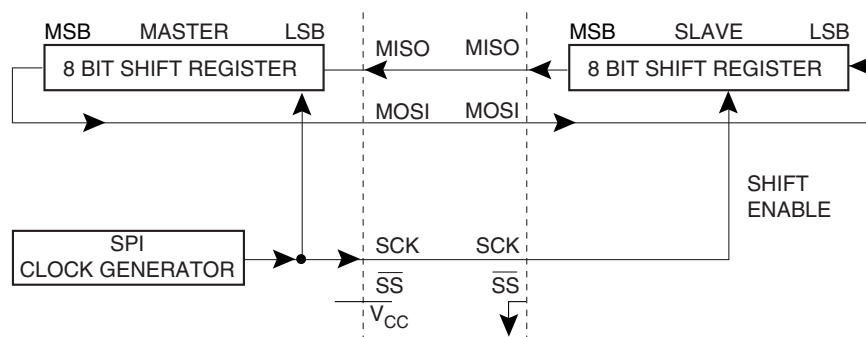 MSB MASTER LSB
MISO MISO
MSB SLAVE LSB
8 BIT SHIFT REGISTER
8 BIT SHIFT REGISTER
MOSI MOSI
SHIFT
ENABLE
SPI
CLOCK GENERATOR
SCK SCK
SS SS
VCC